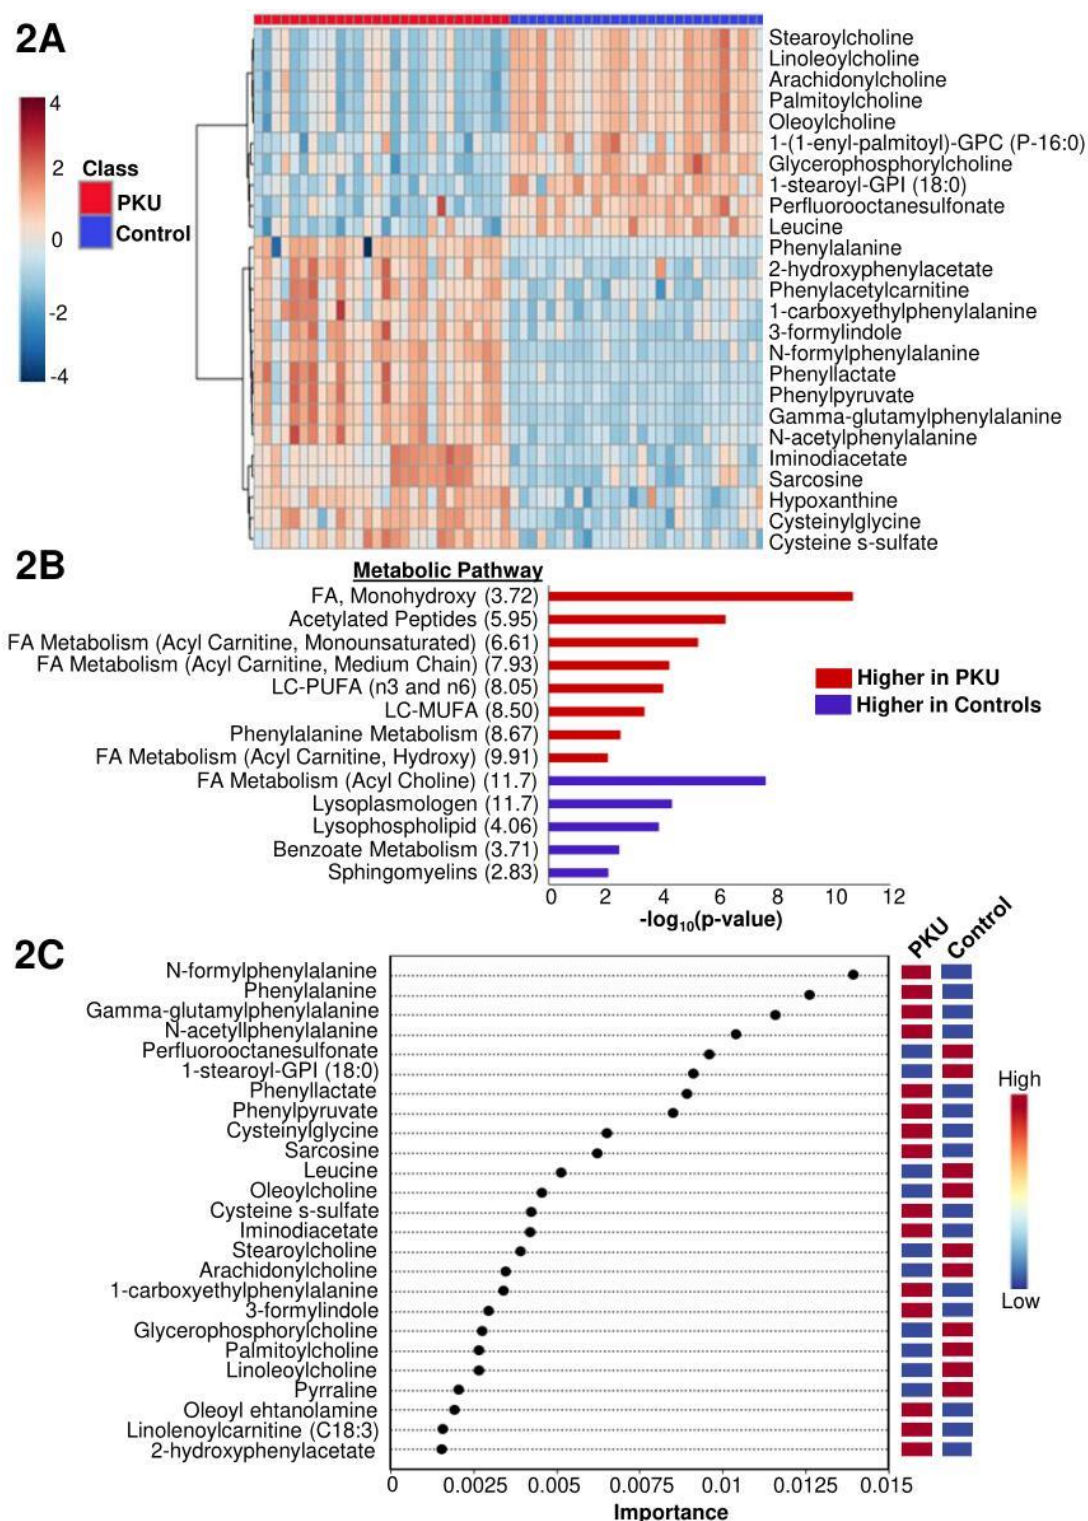 2A
Stearoylcholine
Linoleoylcholine
Arachidonylcholine
Palmitoylcholine
Oleoylcholine
1-(1-enyl-palmitoyl)-GPC (P-16:0)
Glycerophosphorylcholine
1-stearoyl-GPI (18:0)
Perfluorooctanesulfonate
Leucine
Phenylalanine
2-hydroxyphenylacetate
Phenylacetylcarnitine
1-carboxyethylphenylalanine
3-formylindole
N-formylphenylalanine
Phenyllactate
Phenylpyruvate
Gamma-glutamylphenylalanine
N-acetylphenylalanine
Iminodiacetate
Sarcosine
Hypoxanthine
Cysteinylglycine
Cysteine s-sulfate
4
2
0
-2
-4
Class
PKU
Control
2B
Metabolic Pathway
FA, Monohydroxy (3.72)
Acetylated Peptides (5.95)
FA Metabolism (Acyl Carnitine, Monounsaturated) (6.61)
FA Metabolism (Acyl Carnitine, Medium Chain) (7.93)
LC-PUFA (n3 and n6) (8.05)
LC-MUFA (8.50)
Phenylalanine Metabolism (8.67)
FA Metabolism (Acyl Carnitine, Hydroxy) (9.91)
FA Metabolism (Acyl Choline) (11.7)
Lysoplasmologen (11.7)
Lysophospholipid (4.06)
Benzoate Metabolism (3.71)
Sphingomyelins (2.83)
Higher in PKU
Higher in Controls
0 2 4 6 8 10 12
-log₁₀(p-value)
2C
PKU Control
N-formylphenylalanine
Phenylalanine
Gamma-glutamylphenylalanine
N-acetyllphenylalanine
Perfluorooctanesulfonate
1-stearoyl-GPI (18:0)
Phenyllactate
Phenylpyruvate
Cysteinylglycine
Sarcosine
Leucine
Oleoylcholine
Cysteine s-sulfate
Iminodiacetate
Stearoylcholine
Arachidonylcholine
1-carboxyethylphenylalanine
3-formylindole
Glycerophosphorylcholine
Palmitoylcholine
Linoleoylcholine
Pyrraline
Oleoyl ehtanolamine
Linolenoylcarnitine (C18:3)
2-hydroxyphenylacetate
High
Low
0 0.0025 0.005 0.0075 0.01 0.0125 0.015
Importance